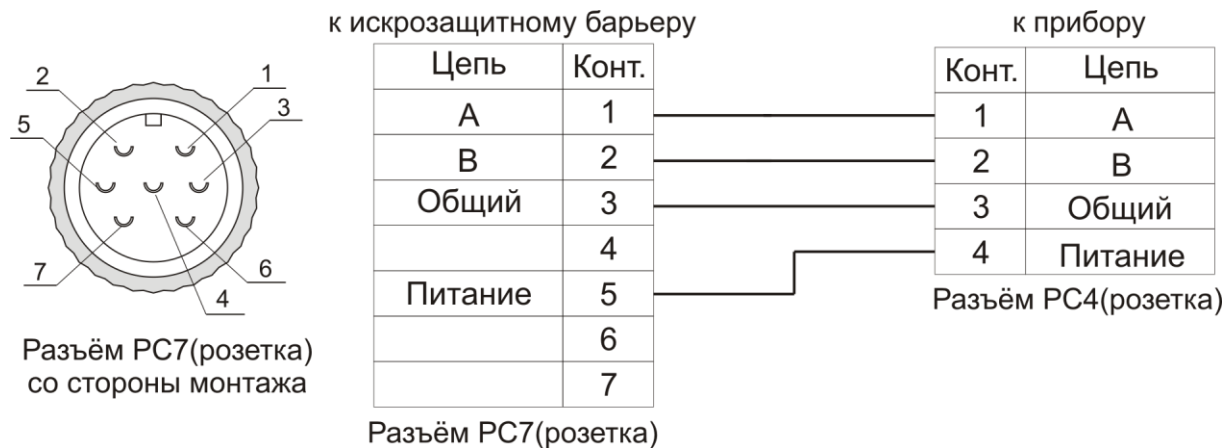 к искрозащитному барьеру
к прибору
2
1
3
5
7
6
4
Разъём РС7(розетка)
со стороны монтажа
Цепь Конт.
А 1
В 2
Общий 3
4
Питание 5
6
7
Разъём РС7(розетка)
Конт. Цепь
1 А
2 В
3 Общий
4 Питание
Разъём РС4(розетка)